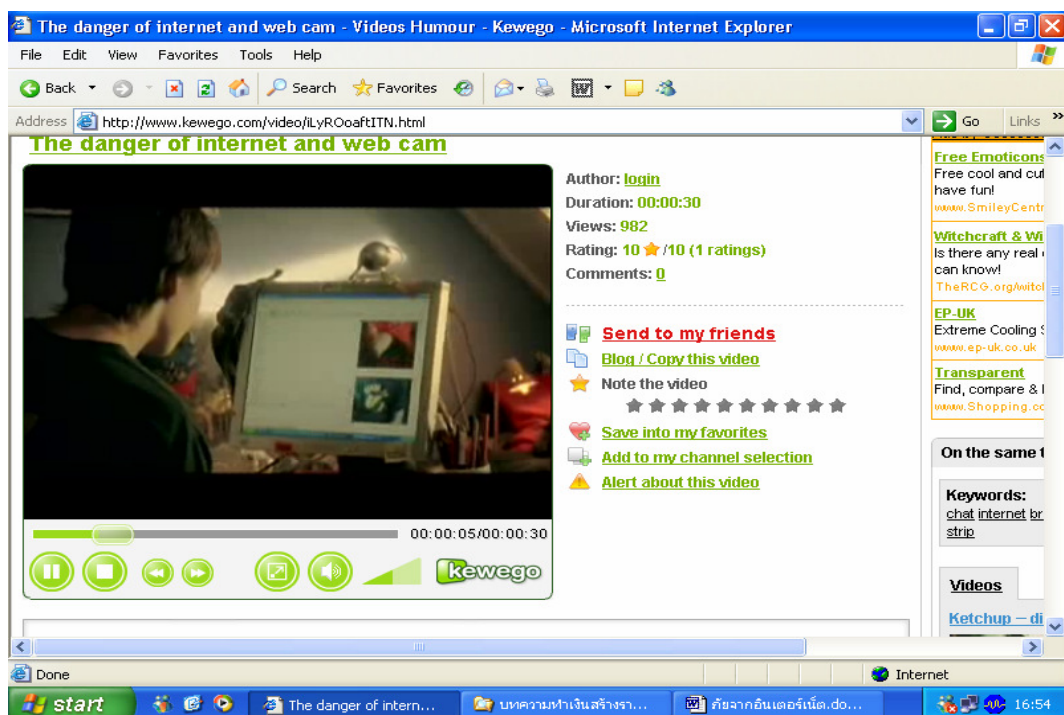 The danger of internet and web cam - Videos Humour - Kewego - Microsoft Internet Explorer
File Edit View Favorites Tools Help
Back Search Favorites
Address http://www.kewego.com/video/iLyROoaftITN.html Go Links »
The danger of internet and web cam
Author: login
Duration: 00:00:30
Views: 982
Rating: 10 /10 (1 ratings)
Comments: 0
Send to my friends
Blog / Copy this video
Note the video
Save into my favorites
Add to my channel selection
Alert about this video
00:00:05/00:00:30
kewego
Free Emoticons
Free cool and cut
have fun!
www.SmileyCentr
Witchcraft & Wi
Is there any real
can know!
TheRCG.org/witch
EP-UK
Extreme Cooling S
www.ep-uk.co.uk
Transparent
Find, compare &
www.Shopping.co
On the same t
Keywords:
chat internet br
strip
Videos
Ketchup – di
Done Internet
start The danger of intern... บทความทำเงินสร้างรา... ภัยจากอินเตอร์เน็ต.do... 16:54